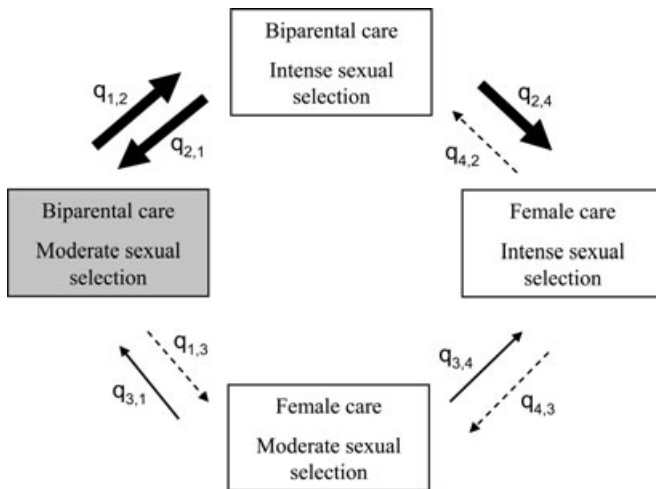 Biparental care
Intense sexual
selection
q1,2
q2,1
q2,4
q4,2
Biparental care
Moderate sexual
selection
Female care
Intense sexual
selection
q1,3
q3,1
q3,4
q4,3
Female care
Moderate sexual
selection